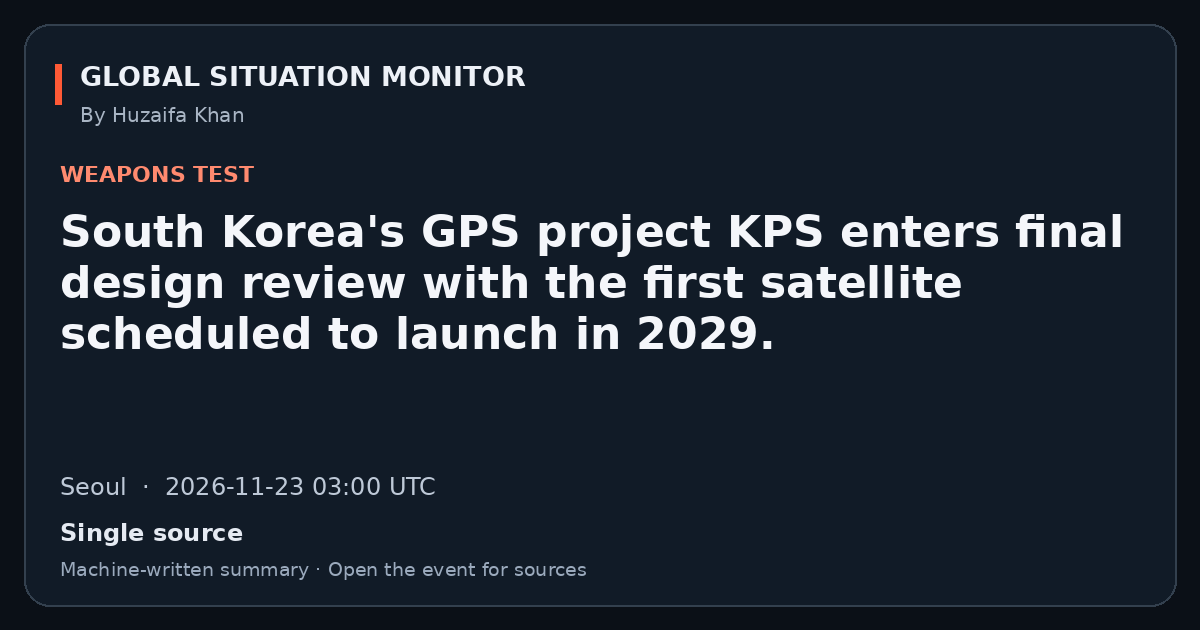 GLOBAL SITUATION MONITOR
By Huzaifa Khan
WEAPONS TEST
South Korea's GPS project KPS enters final
design review with the first satellite
scheduled to launch in 2029.
Seoul · 2026-11-23 03:00 UTC
Single source
Machine-written summary · Open the event for sources